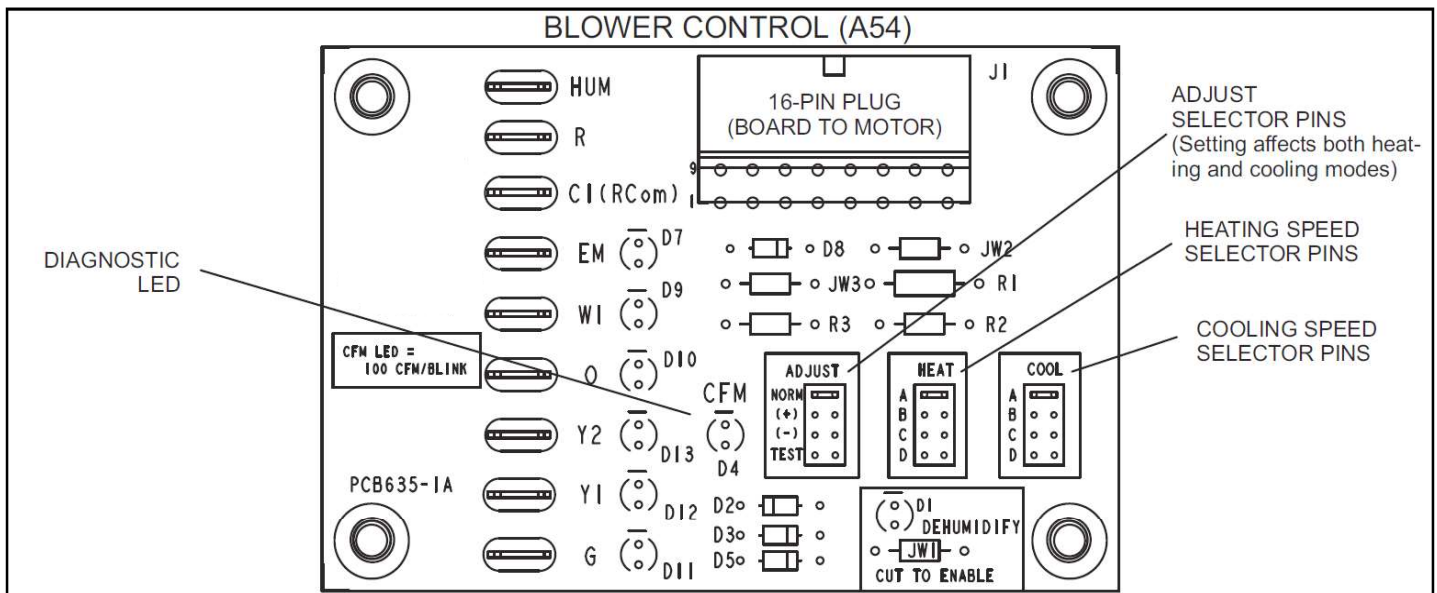 BLOWER CONTROL (A54)
HUM
J1
16-PIN PLUG
(BOARD TO MOTOR)
ADJUST
SELECTOR PINS
(Setting affects both heat-
ing and cooling modes)
R
9
C1(RCom)
1
HEATING SPEED
SELECTOR PINS
EM
D7
D8
JW2
DIAGNOSTIC
LED
D9
JW3
R1
W1
R3
R2
COOLING SPEED
SELECTOR PINS
CFM LED =
100 CFM/BLINK
O
D10
CFM
D4
ADJUST
NORM
(+)
(-)
TEST
HEAT
A
B
C
D
COOL
A
B
C
D
Y2
D13
PCB635-1A
Y1
D12
D2
D3
D5
D1
DEHUMIDIFY
JW1
CUT TO ENABLE
G
D11